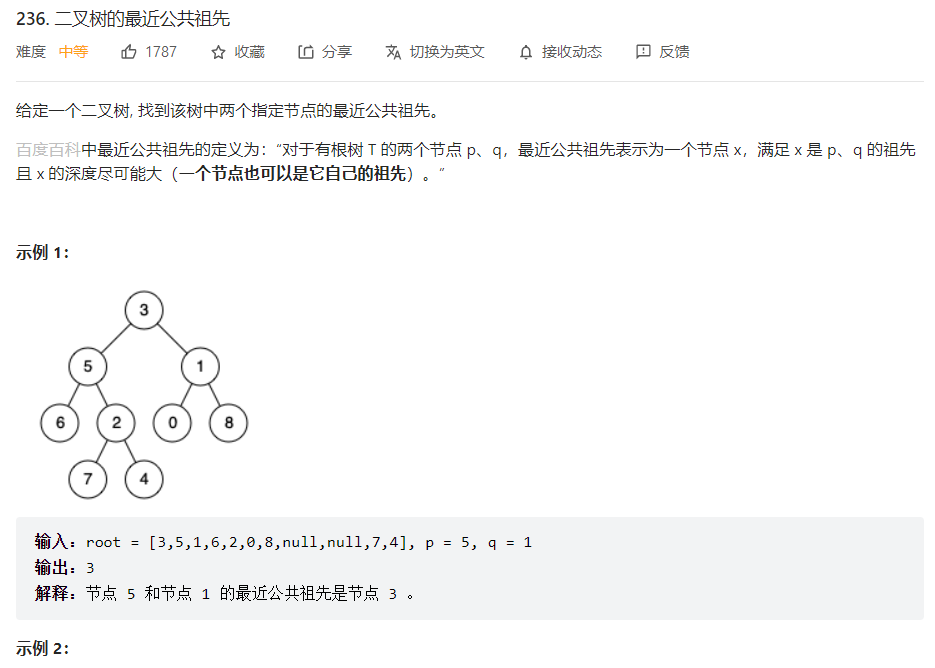 236. 二叉树的最近公共祖先
难度 中等 1787 收藏 分享 切换为英文 接收动态 反馈
给定一个二叉树, 找到该树中两个指定节点的最近公共祖先。
百度百科中最近公共祖先的定义为：“对于有根树 T 的两个节点 p、q，最近公共祖先表示为一个节点 x，满足 x 是 p、q 的祖先
且 x 的深度尽可能大（一个节点也可以是它自己的祖先）。”
示例 1：
3
5 1
6 2 0 8
7 4
输入：root = [3,5,1,6,2,0,8,null,null,7,4], p = 5, q = 1
输出：3
解释：节点 5 和节点 1 的最近公共祖先是节点 3 。
示例 2：